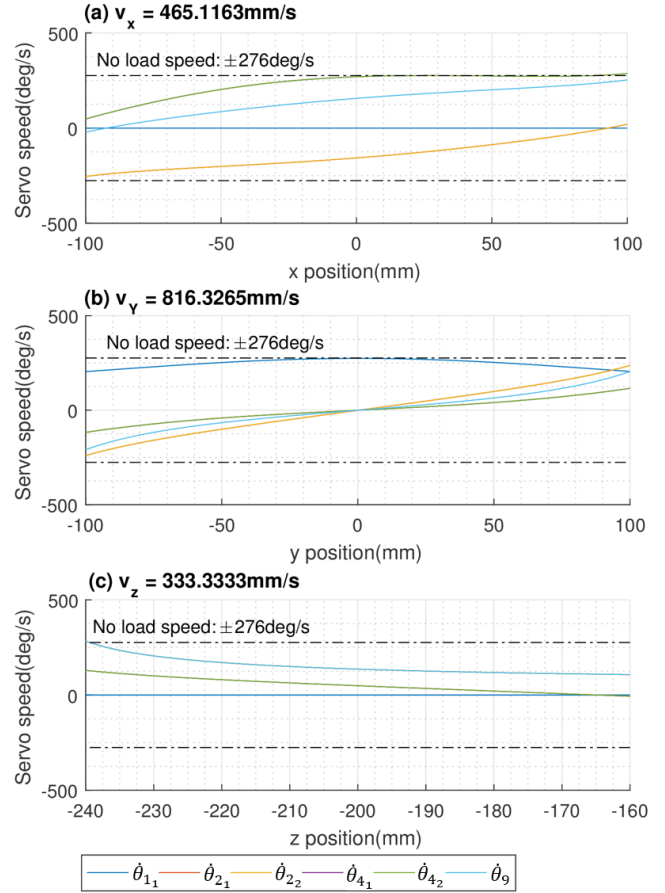 (a) vₓ = 465.1163mm/s
500
No load speed: ±276deg/s
0
-500
Servo speed(deg/s)
-100 -50 0 50 100
x position(mm)
(b) v_Y = 816.3265mm/s
500
No load speed: ±276deg/s
0
-500
Servo speed(deg/s)
-100 -50 0 50 100
y position(mm)
(c) v_z = 333.3333mm/s
500
No load speed: ±276deg/s
0
-500
Servo speed(deg/s)
-240 -230 -220 -210 -200 -190 -180 -170 -160
z position(mm)
θ̇₁₁ θ̇₂₁ θ̇₂₂ θ̇₄₁ θ̇₄₂ θ̇₉